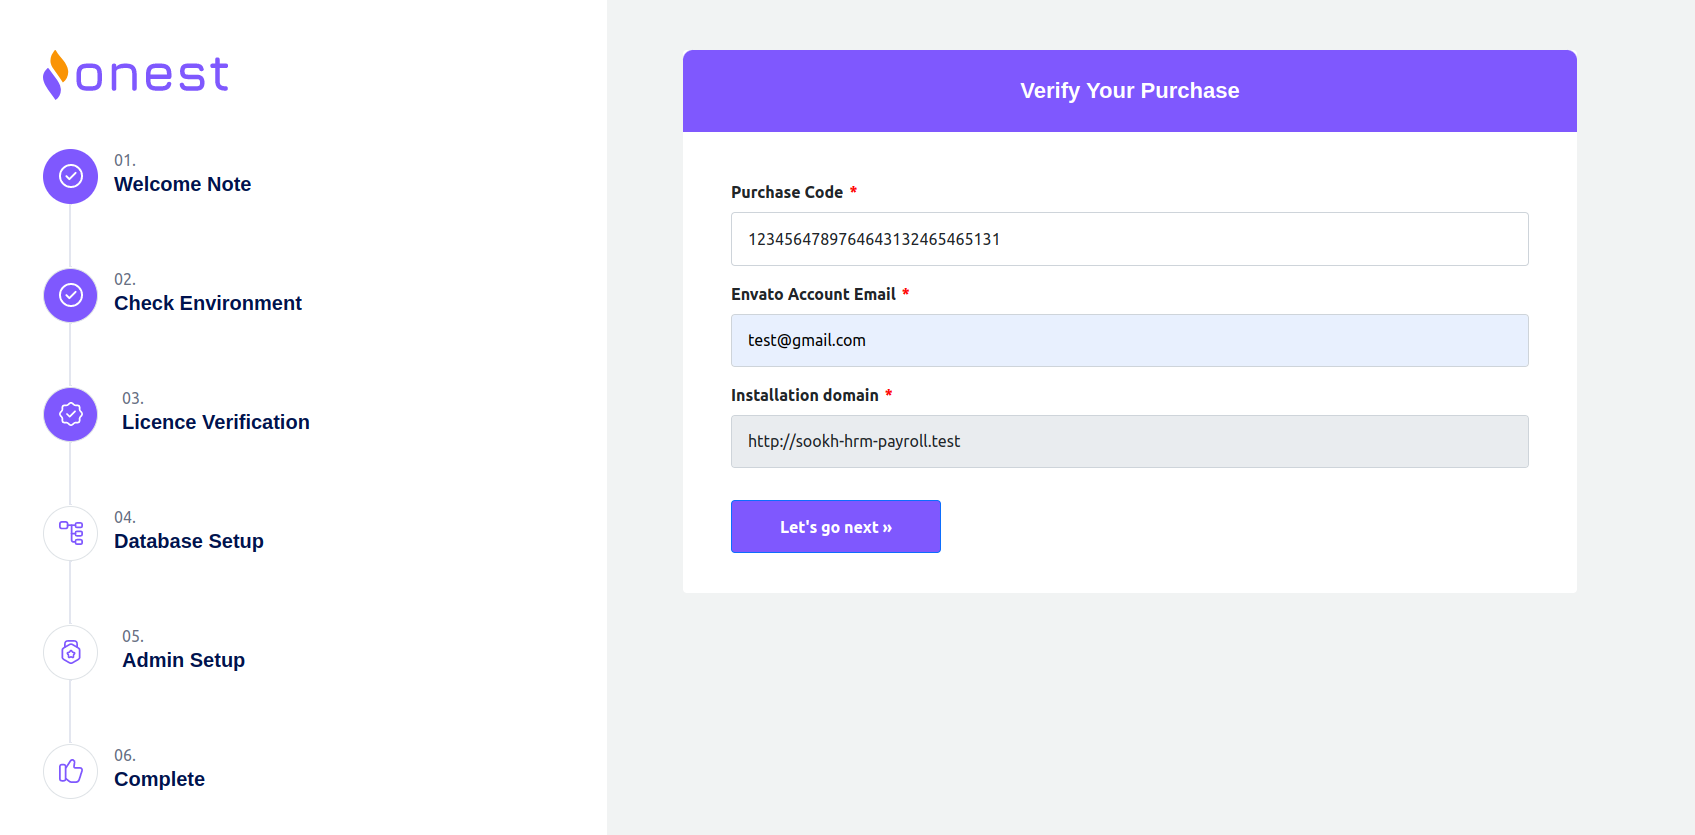 onest
01.
Welcome Note
02.
Check Environment
03.
Licence Verification
04.
Database Setup
05.
Admin Setup
06.
Complete
Verify Your Purchase
Purchase Code *
1234564789764643132465465131
Envato Account Email *
test@gmail.com
Installation domain *
http://sookh-hrm-payroll.test
Let's go next »